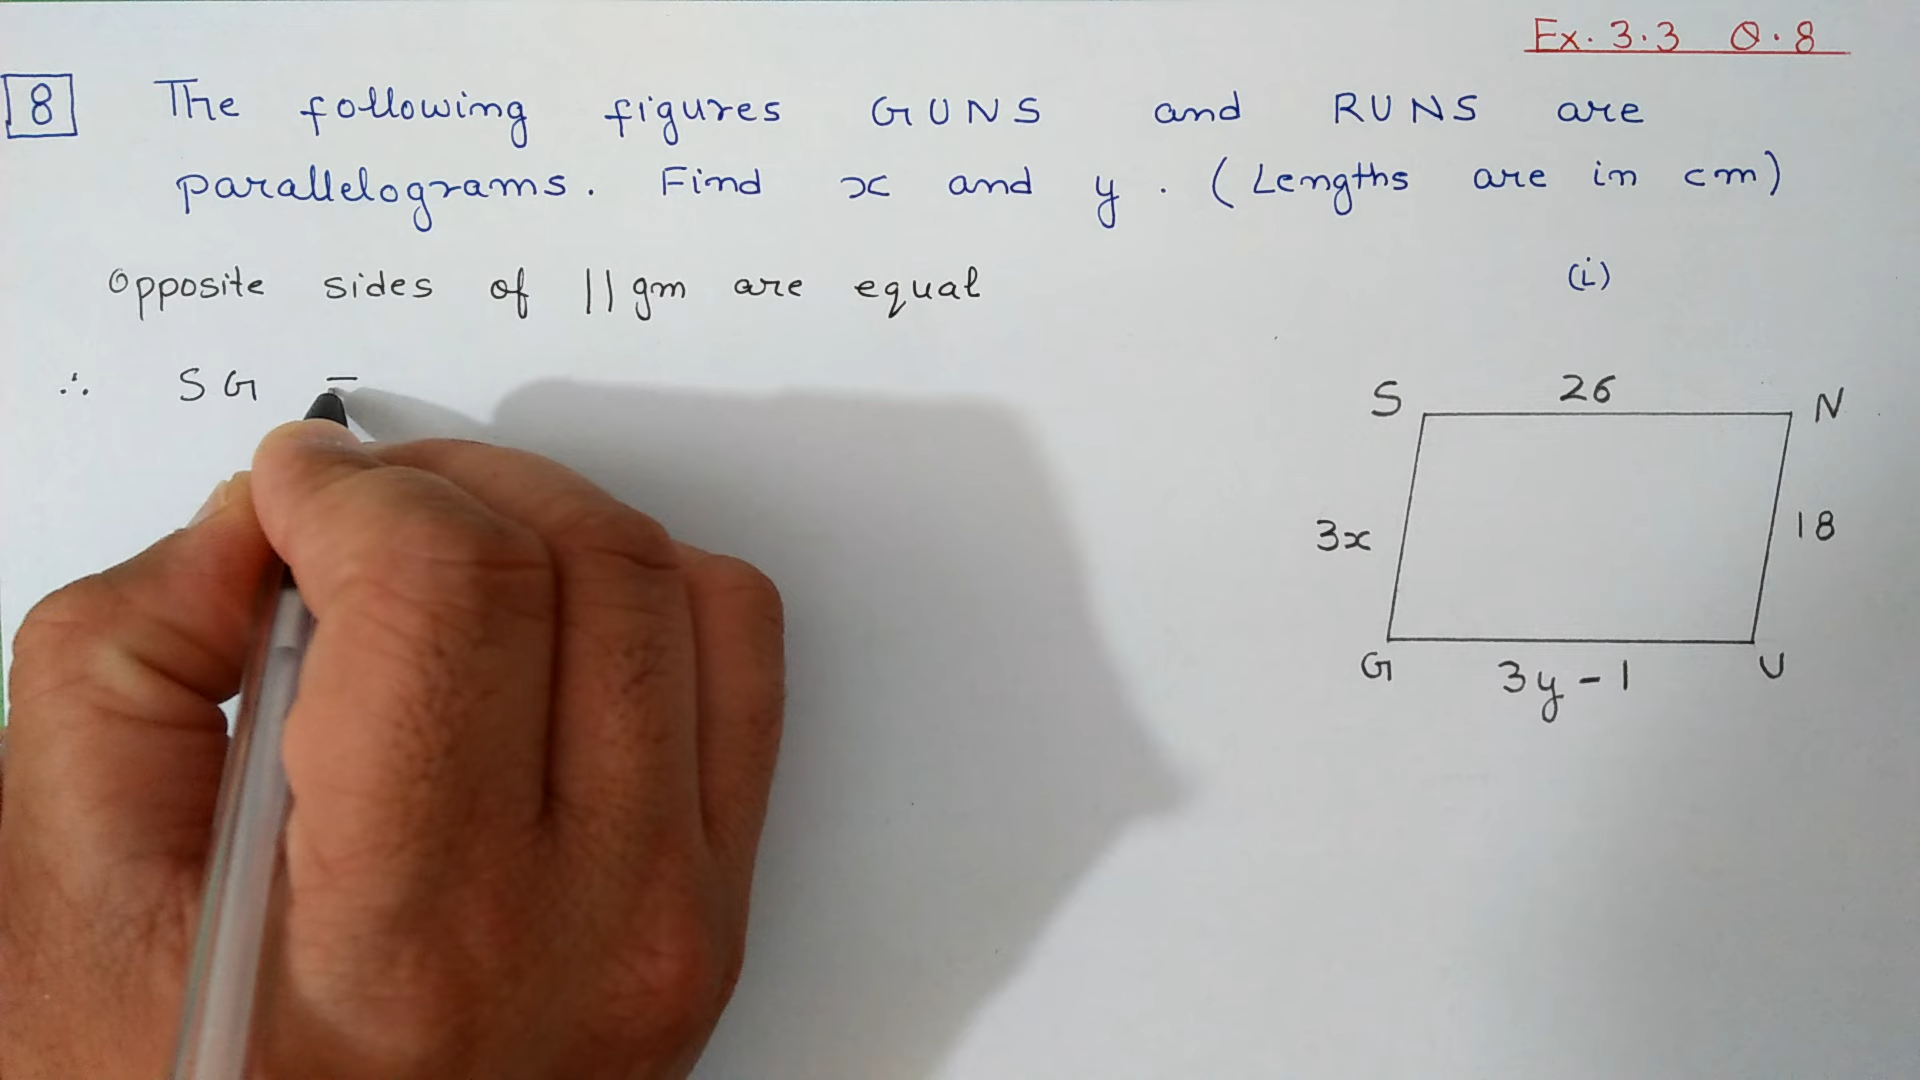 Ex. 3.3 Q.8
8 The following figures GUNS and RUNS are
parallelograms. Find x and y. (Lengths are in cm)
Opposite sides of ||gm are equal
(i)
∴ SG =
S 26 N
3x 18
G 3y - 1 U